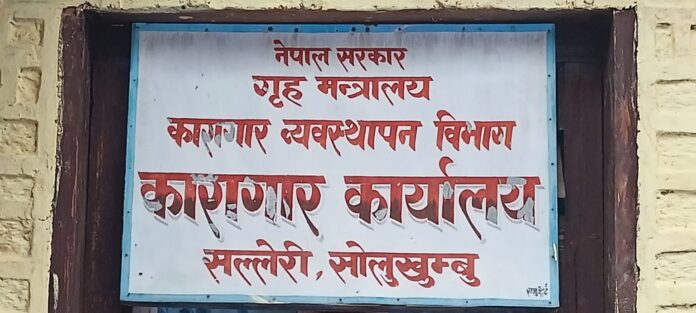 नेपाल सरकार
गृह मन्त्रालय
कारागार व्यवस्थापन विभाग
कारागार कार्यालय
सल्लेरी, सोलुखुम्बु